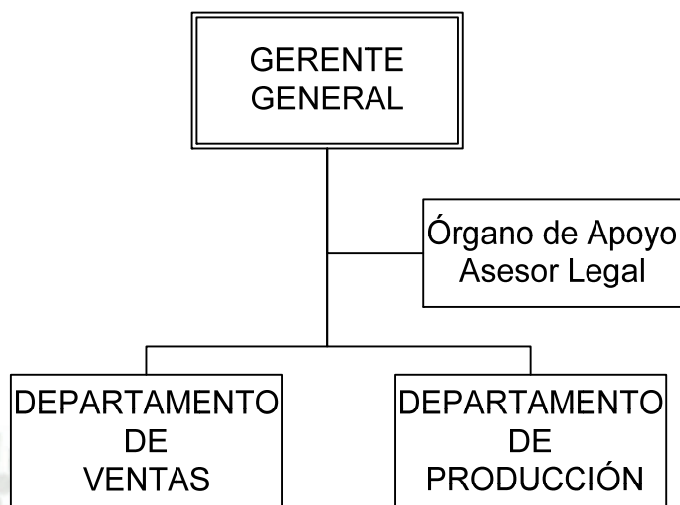 GERENTE
GENERAL
Órgano de Apoyo
Asesor Legal
DEPARTAMENTO
DE
VENTAS
DEPARTAMENTO
DE
PRODUCCIÓN